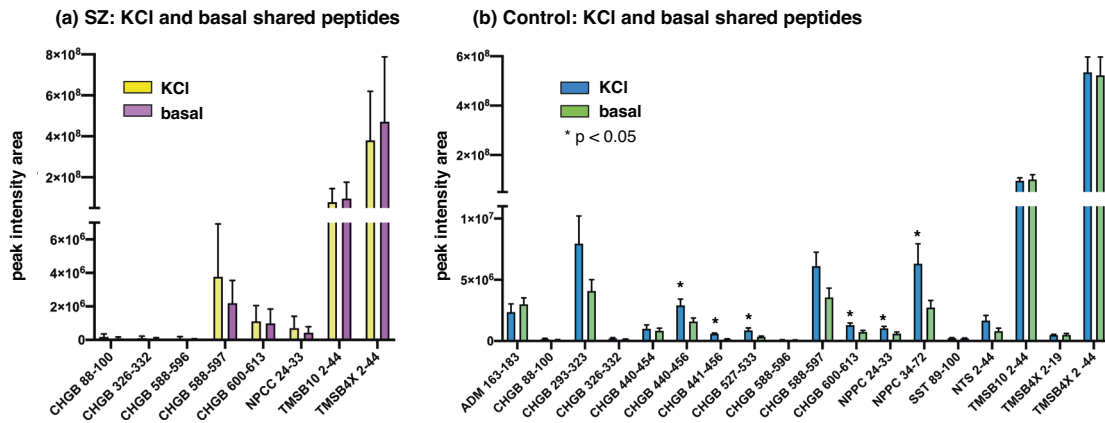 (a) SZ: KCl and basal shared peptides
peak intensity area
8×10⁸
6×10⁸
4×10⁸
2×10⁸
6×10⁶
4×10⁶
2×10⁶
0
KCl
basal
CHGB 88-100
CHGB 326-332
CHGB 588-596
CHGB 588-597
CHGB 600-613
NPCC 24-33
TMSB10 2-44
TMSB4X 2-44
(b) Control: KCl and basal shared peptides
peak intensity area
6×10⁸
4×10⁸
2×10⁸
1×10⁷
5×10⁶
0
KCl
basal
* p < 0.05
*
*
*
*
*
*
ADM 163-183
CHGB 88-100
CHGB 293-323
CHGB 326-332
CHGB 440-454
CHGB 440-456
CHGB 441-456
CHGB 527-533
CHGB 588-596
CHGB 588-597
CHGB 600-613
NPPC 24-33
NPPC 34-72
SST 89-100
NTS 2-44
TMSB10 2-44
TMSB4X 2-19
TMSB4X 2 -44